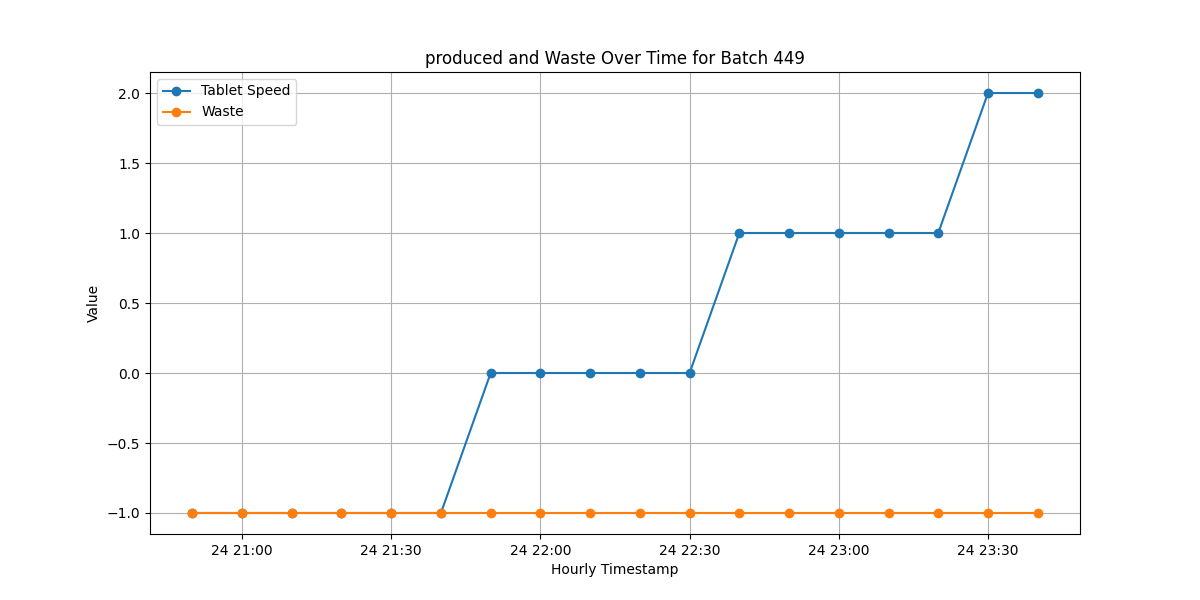 produced and Waste Over Time for Batch 449
Tablet Speed
Waste
2.0
1.5
1.0
0.5
0.0
−0.5
−1.0
Value
24 21:00 24 21:30 24 22:00 24 22:30 24 23:00 24 23:30
Hourly Timestamp